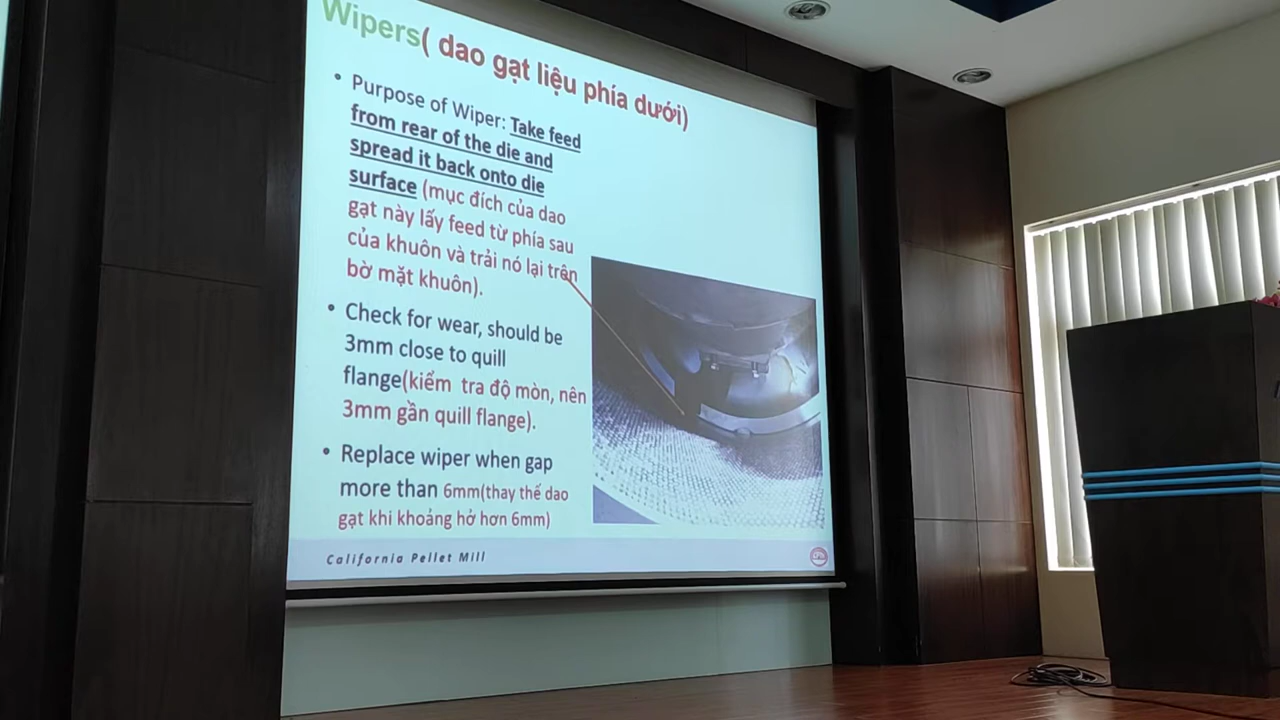 Wipers( dao gạt liệu phía dưới)
• Purpose of Wiper: Take feed
from rear of the die and
spread it back onto die
surface (mục đích của dao
gạt này lấy feed từ phía sau
của khuôn và trải nó lại trên
bờ mặt khuôn).
• Check for wear, should be
3mm close to quill
flange(kiểm tra độ mòn, nên
3mm gần quill flange).
• Replace wiper when gap
more than 6mm(thay thế dao
gạt khi khoảng hở hơn 6mm)
California Pellet Mill
CPM